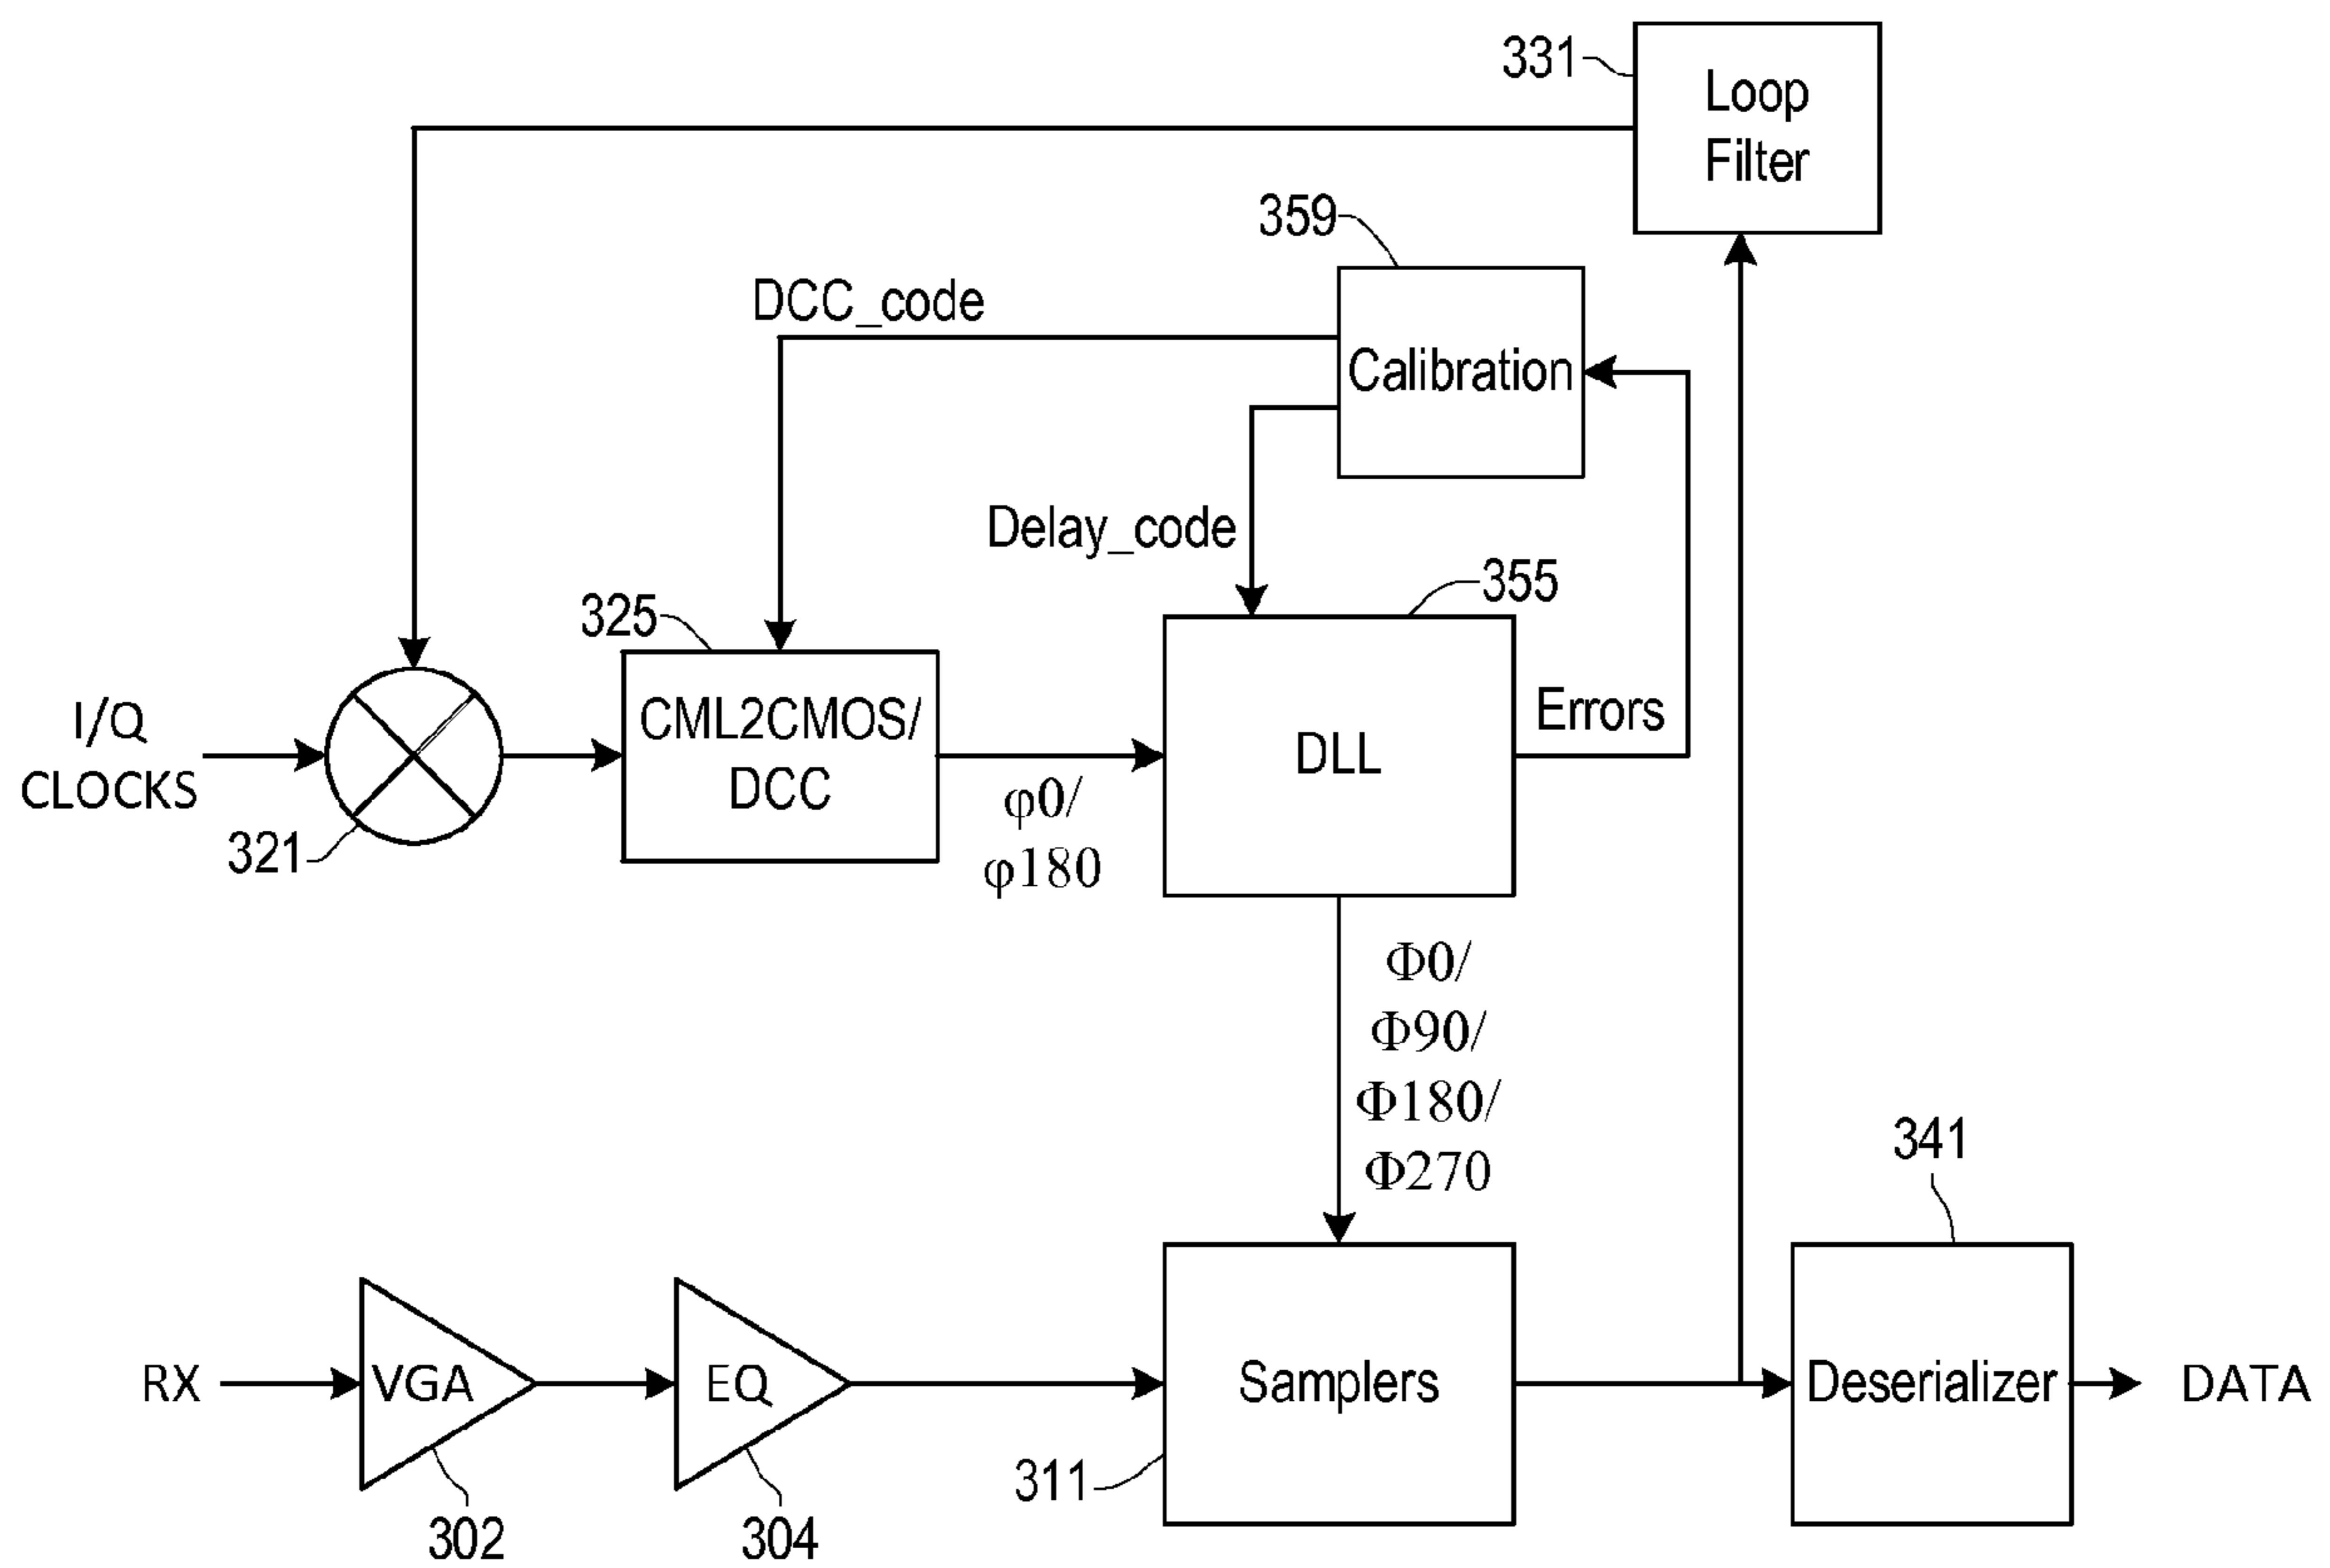 331
Loop
Filter
359
DCC_code
Calibration
Delay_code
355
325
I/Q
CLOCKS
321
CML2CMOS/
DCC
φ0/
φ180
DLL
Errors
Φ0/
Φ90/
Φ180/
Φ270
341
RX
VGA
EQ
Samplers
Deserializer
DATA
311
302
304